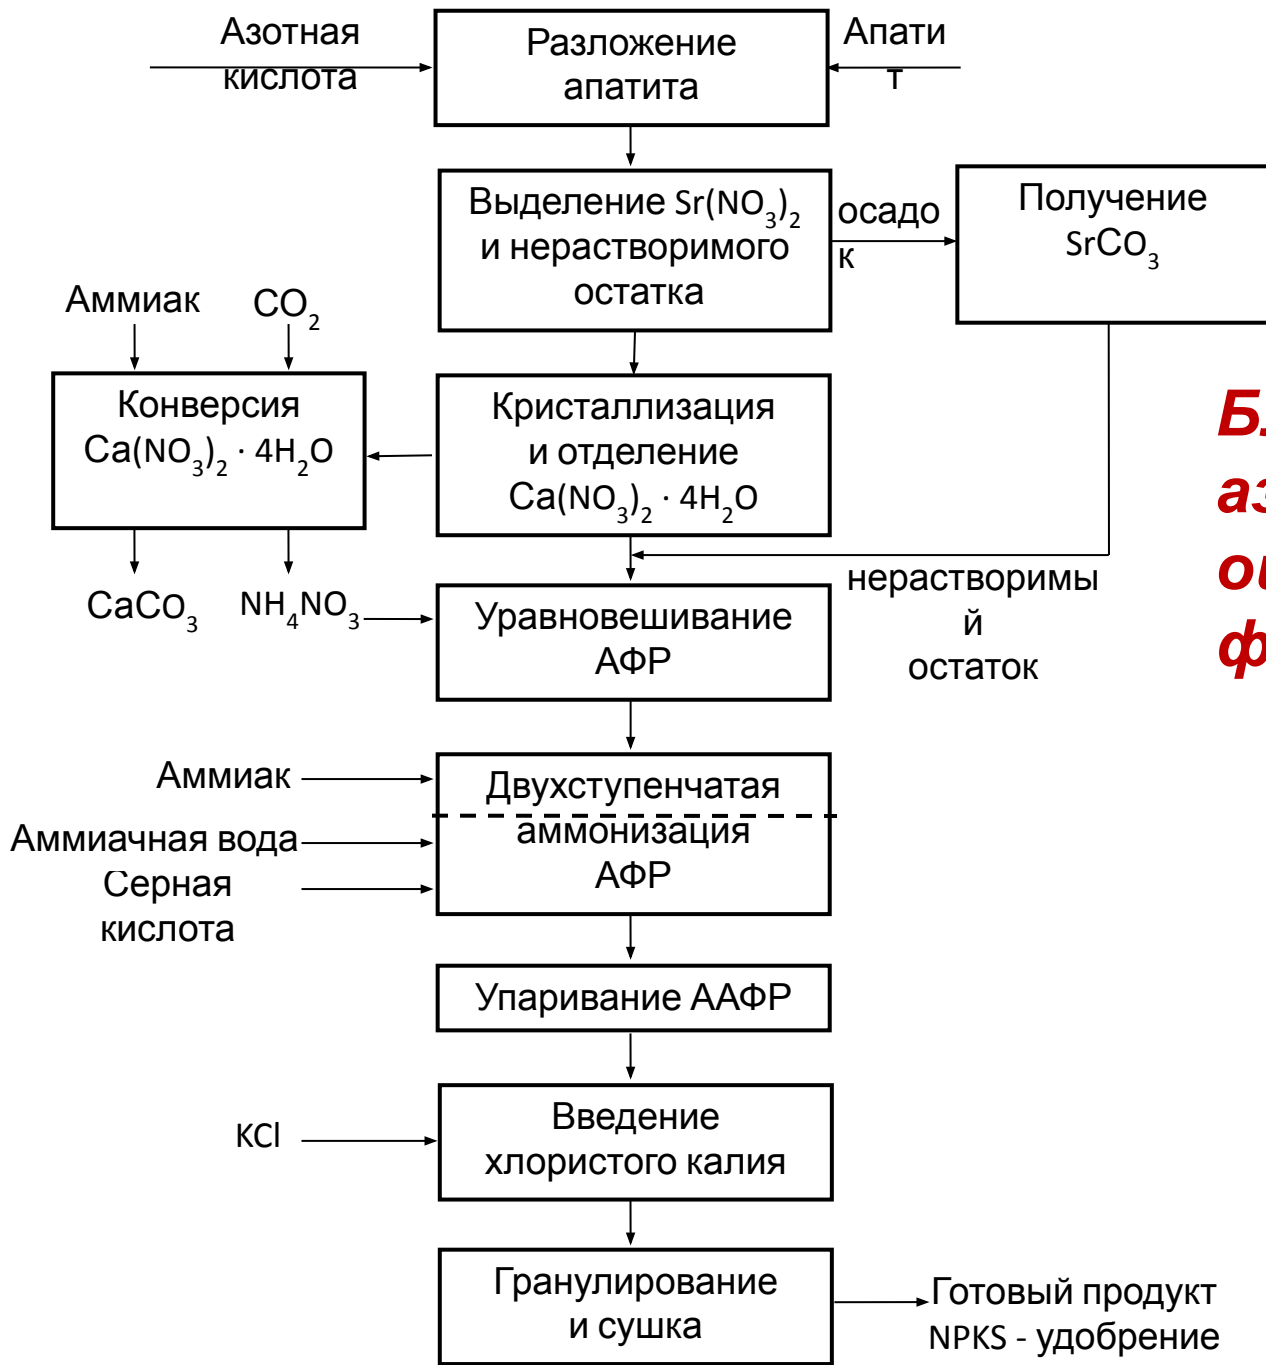 Азотная
кислота
Разложение
апатита
Апати
т
Выделение Sr(NO₃)₂
и нерастворимого
остатка
осадо
к
Получение
SrCO₃
Аммиак
CO₂
Конверсия
Ca(NO₃)₂ · 4H₂O
Кристаллизация
и отделение
Ca(NO₃)₂ · 4H₂O
CaCO₃
NH₄NO₃
Уравновешивание
АФР
нерастворимы
й
остаток
Аммиак
Аммиачная вода
Серная
кислота
Двухступенчатая
аммонизация
АФР
Упаривание ААФР
KCl
Введение
хлористого калия
Гранулирование
и сушка
Готовый продукт
NPKS - удобрение